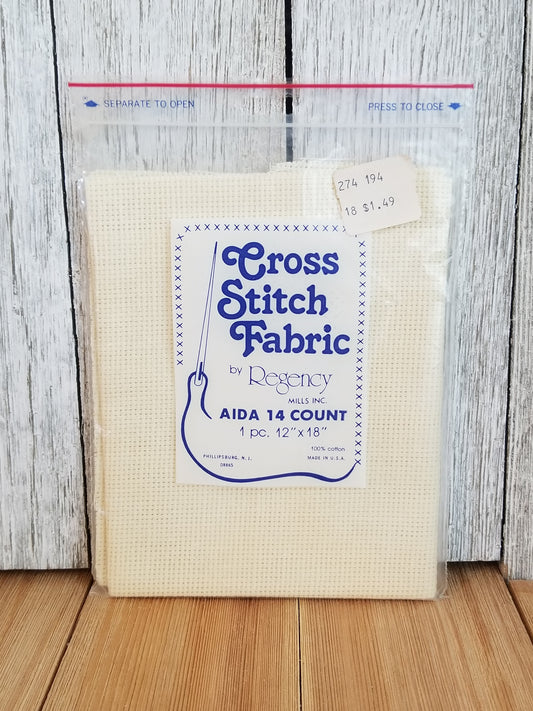 SEPARATE TO OPEN PRESS TO CLOSE
274 194
18 $1.49
Cross
Stitch
Fabric
by Regency
MILLS INC.
AIDA 14 COUNT
1 pc. 12" x 18"
100% cotton
PHILLIPSBURG, N.J. MADE IN U.S.A.
08865